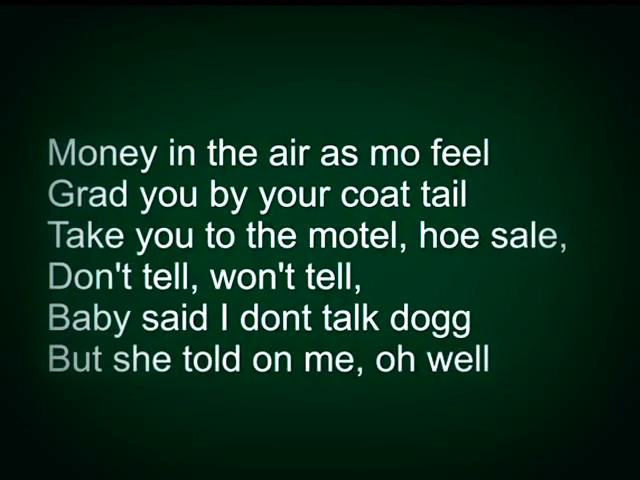 Money in the air as mo feel
Grad you by your coat tail
Take you to the motel, hoe sale,
Don't tell, won't tell,
Baby said I dont talk dogg
But she told on me, oh well